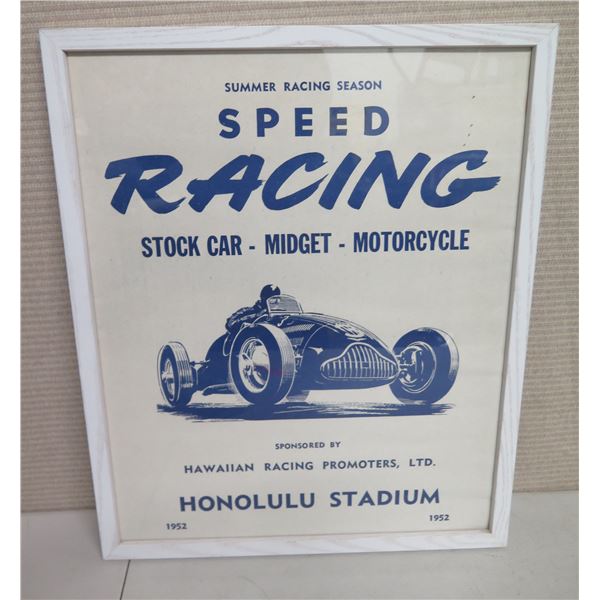 SUMMER RACING SEASON
SPEED
RACING
STOCK CAR - MIDGET - MOTORCYCLE
SPONSORED BY
HAWAIIAN RACING PROMOTERS, LTD.
HONOLULU STADIUM
1952 1952